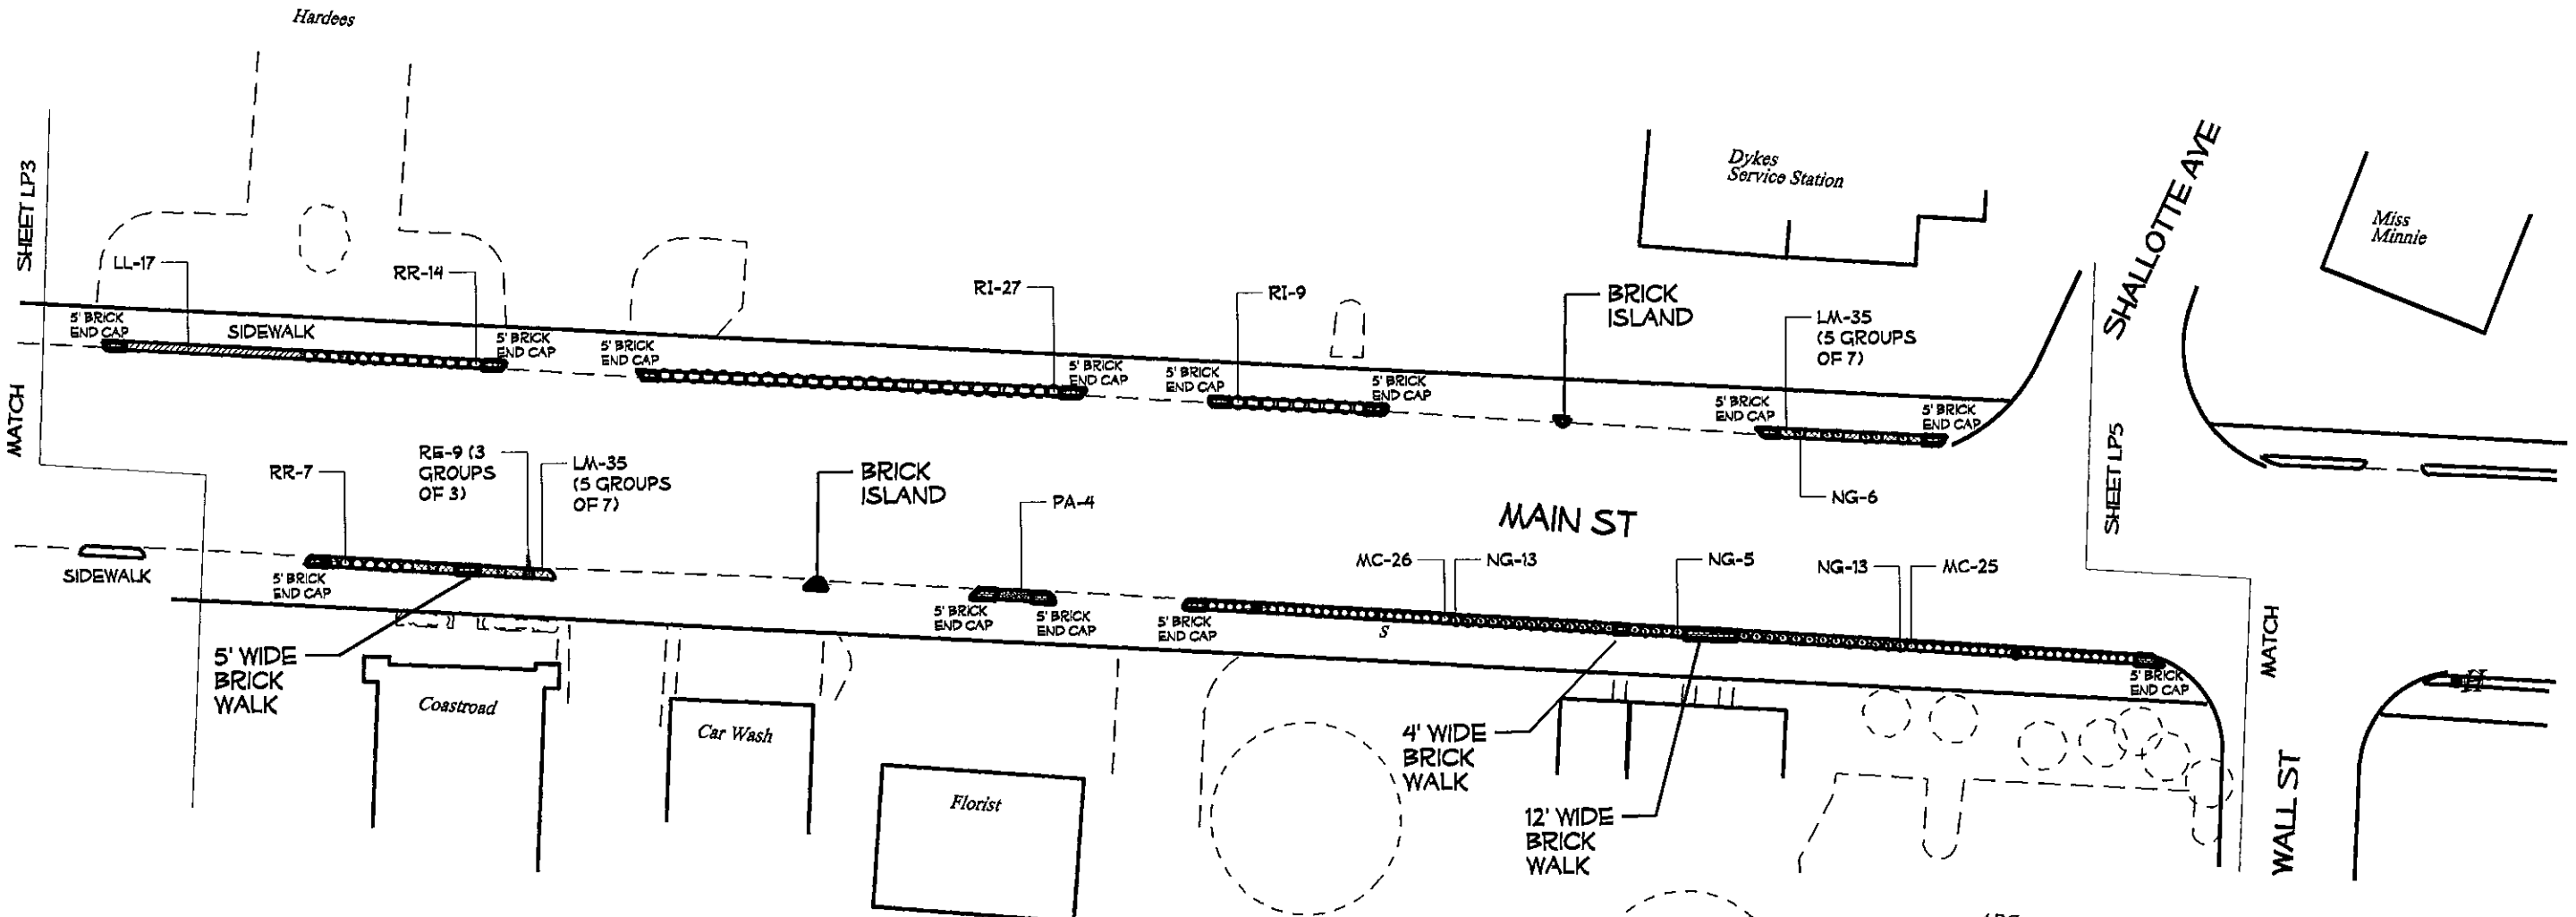 Hardees
Dykes
Service Station
SHALLOTTE AVE
Miss
Minnie
SHEET LP3
MATCH
LL-17
RR-14
RI-27
RI-9
BRICK
ISLAND
LM-35
(5 GROUPS
OF 7)
5' BRICK
END CAP
SIDEWALK
5' BRICK
END CAP
5' BRICK
END CAP
5' BRICK
END CAP
5' BRICK
END CAP
5' BRICK
END CAP
5' BRICK
END CAP
5' BRICK
END CAP
NG-6
SHEET LP5
MATCH
RR-7
RE-9 (3
GROUPS
OF 3)
LM-35
(5 GROUPS
OF 7)
BRICK
ISLAND
PA-4
MAIN ST
MC-26
NG-13
NG-5
NG-13
MC-25
SIDEWALK
5' BRICK
END CAP
5' BRICK
END CAP
5' BRICK
END CAP
5' BRICK
END CAP
S
5' BRICK
END CAP
H
5' WIDE
BRICK
WALK
Coastroad
Car Wash
Florist
4' WIDE
BRICK
WALK
12' WIDE
BRICK
WALK
WALL ST